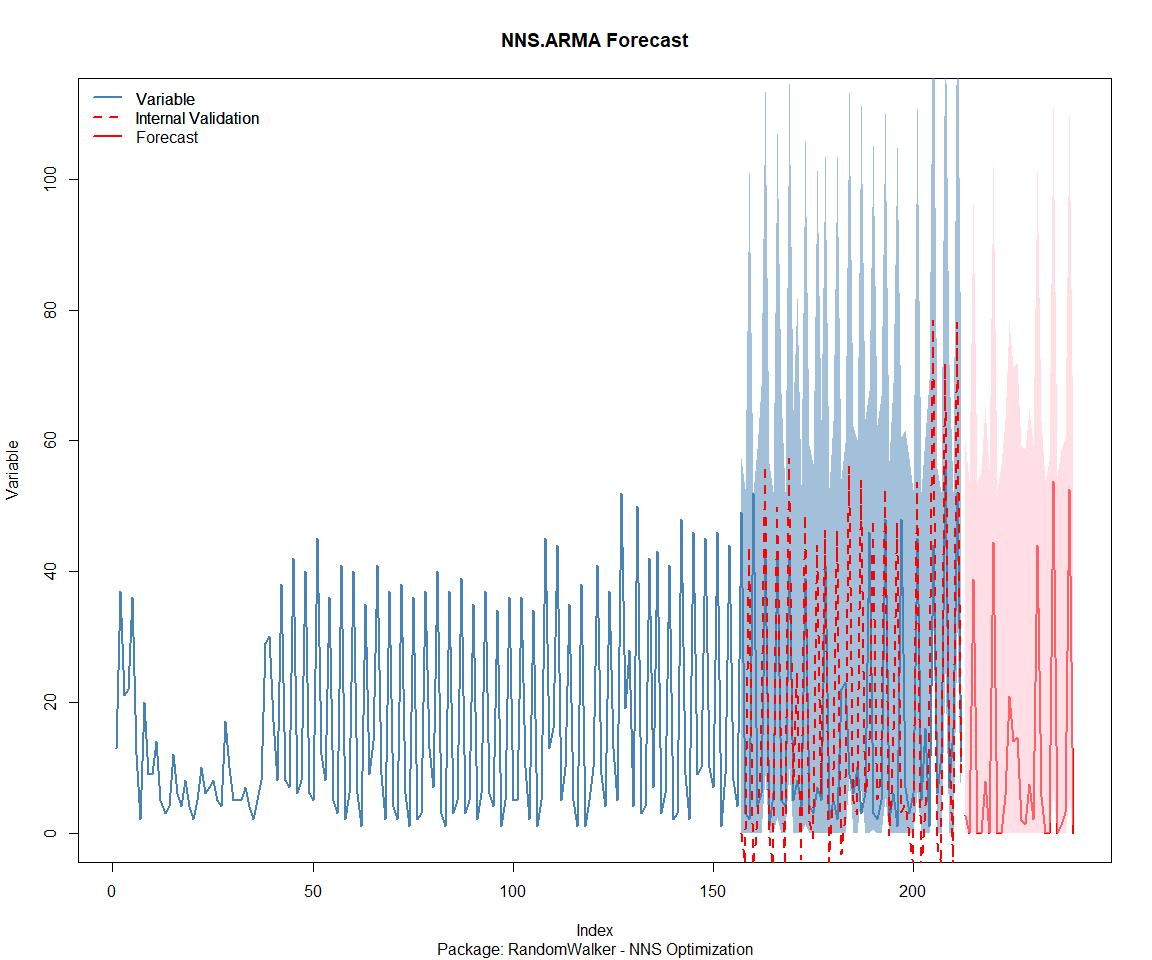 NNS.ARMA Forecast
Variable
Internal Validation
Forecast
100
80
60
40
20
0
Variable
0
50
100
150
200
Index
Package: RandomWalker - NNS Optimization